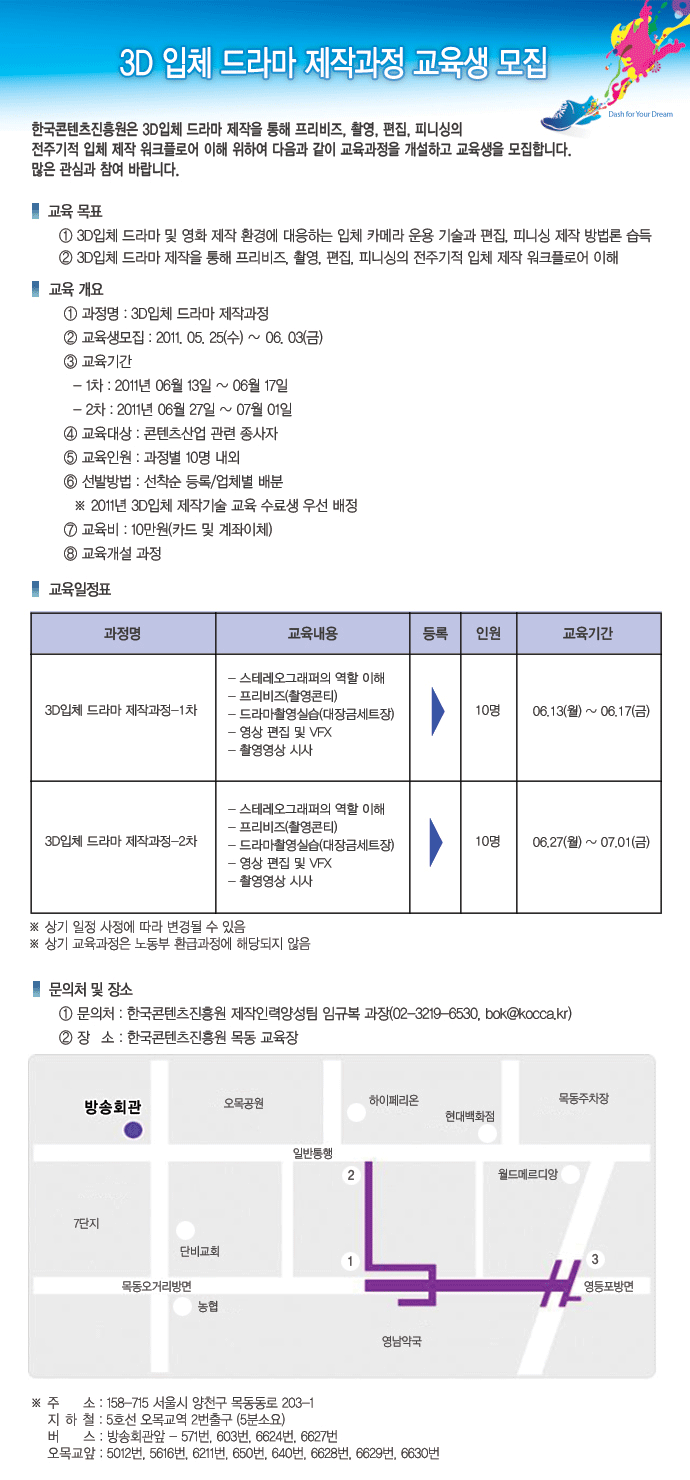 3D 입체 드라마 제작과정 교육생 모집
Dash for Your Dream
한국콘텐츠진흥원은 3D입체 드라마 제작을 통해 프리비즈, 촬영, 편집, 피니싱의
전주기적 입체 제작 워크플로어 이해 위하여 다음과 같이 교육과정을 개설하고 교육생을 모집합니다.
많은 관심과 참여 바랍니다.
교육 목표
① 3D입체 드라마 및 영화 제작 환경에 대응하는 입체 카메라 운용 기술과 편집, 피니싱 제작 방법론 습득
② 3D입체 드라마 제작을 통해 프리비즈, 촬영, 편집, 피니싱의 전주기적 입체 제작 워크플로어 이해
교육 개요
① 과정명 : 3D입체 드라마 제작과정
② 교육생모집 : 2011. 05. 25(수) ~ 06. 03(금)
③ 교육기간
- 1차 : 2011년 06월 13일 ~ 06월 17일
- 2차 : 2011년 06월 27일 ~ 07월 01일
④ 교육대상 : 콘텐츠산업 관련 종사자
⑤ 교육인원 : 과정별 10명 내외
⑥ 선발방법 : 선착순 등록/업체별 배분
※ 2011년 3D입체 제작기술 교육 수료생 우선 배정
⑦ 교육비 : 10만원(카드 및 계좌이체)
⑧ 교육개설 과정
교육일정표
과정명 교육내용 등록 인원 교육기간
3D입체 드라마 제작과정-1차
- 스테레오그래퍼의 역할 이해
- 프리비즈(촬영콘티)
- 드라마촬영실습(대장금세트장)
- 영상 편집 및 VFX
- 촬영영상 시사
10명
06.13(월) ~ 06.17(금)
3D입체 드라마 제작과정-2차
- 스테레오그래퍼의 역할 이해
- 프리비즈(촬영콘티)
- 드라마촬영실습(대장금세트장)
- 영상 편집 및 VFX
- 촬영영상 시사
10명
06.27(월) ~ 07.01(금)
※ 상기 일정 사정에 따라 변경될 수 있음
※ 상기 교육과정은 노동부 환급과정에 해당되지 않음
문의처 및 장소
① 문의처 : 한국콘텐츠진흥원 제작인력양성팀 임규복 과장(02-3219-6530, bok@kocca.kr)
② 장 소 : 한국콘텐츠진흥원 목동 교육장
방송회관
오목공원
하이페리온
현대백화점
목동주차장
일반통행
2
월드메르디앙
7단지
단비교회
1
3
목동오거리방면
영등포방면
농협
영남약국
※ 주 소 : 158-715 서울시 양천구 목동동로 203-1
지 하 철 : 5호선 오목교역 2번출구 (5분소요)
버 스 : 방송회관앞 - 571번, 603번, 6624번, 6627번
오목교앞 : 5012번, 5616번, 6211번, 650번, 640번, 6628번, 6629번, 6630번